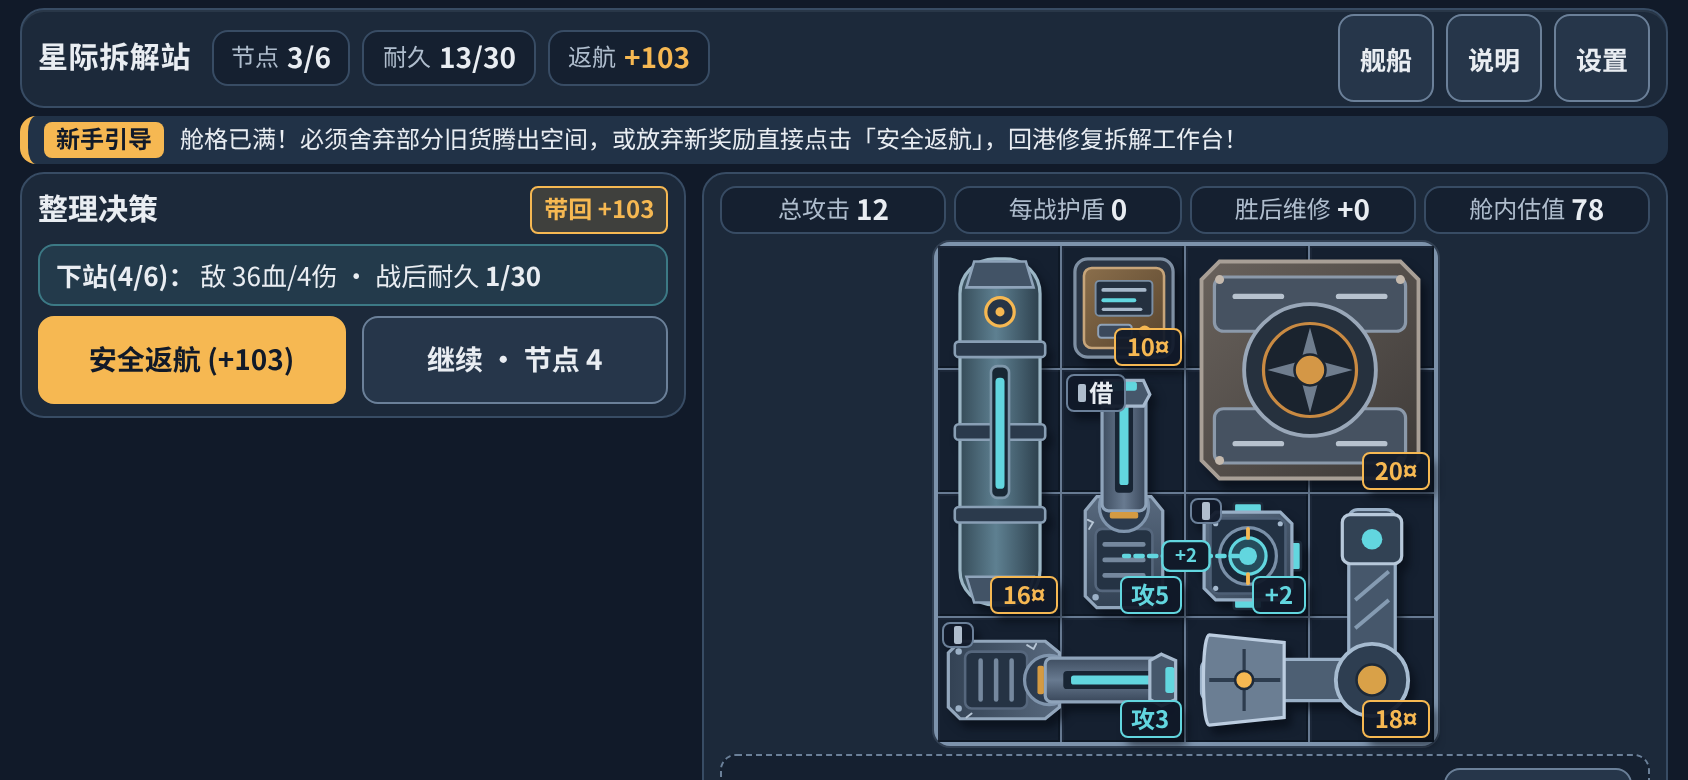 星际拆解站 节点 3/6 耐久 13/30 返航 +103 舰船 说明 设置
新手引导 舱格已满！必须舍弃部分旧货腾出空间，或放弃新奖励直接点击「安全返航」，回港修复拆解工作台！
整理决策 带回 +103
下站(4/6)： 敌 36血/4伤 · 战后耐久 1/30
安全返航 (+103) 继续 · 节点 4
总攻击 12 每战护盾 0 胜后维修 +0 舱内估值 78
10¤
借
20¤
+2
16¤ 攻5 +2
攻3 18¤